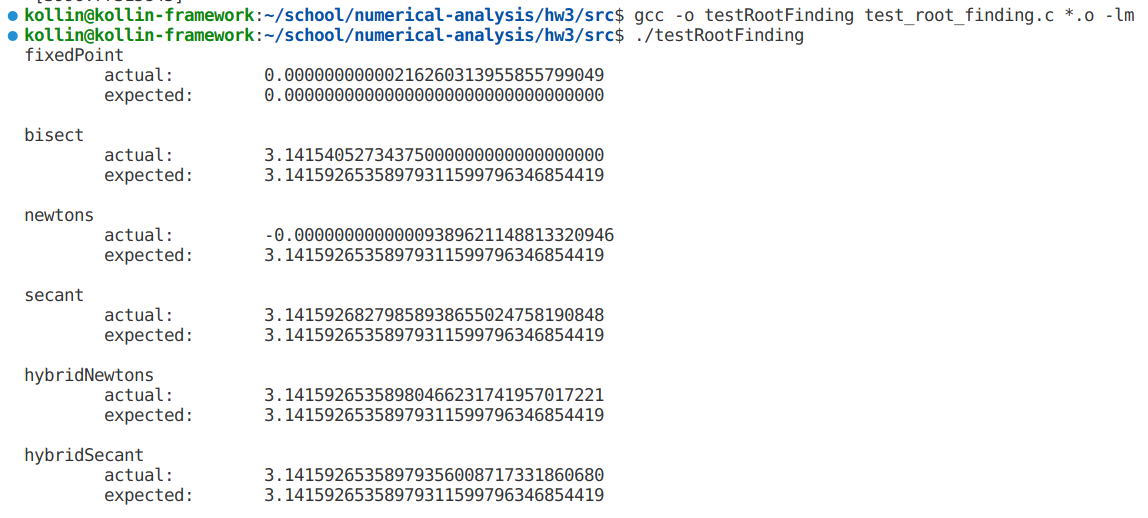 kollin@kollin-framework:~/school/numerical-analysis/hw3/src$ gcc -o testRootFinding test_root_finding.c *.o -lm
kollin@kollin-framework:~/school/numerical-analysis/hw3/src$ ./testRootFinding
fixedPoint
actual: 0.00000000000216260313955855799049
expected: 0.00000000000000000000000000000000
bisect
actual: 3.14154052734375000000000000000000
expected: 3.14159265358979311599796346854419
newtons
actual: -0.00000000000009389621148813320946
expected: 3.14159265358979311599796346854419
secant
actual: 3.14159268279858938655024758190848
expected: 3.14159265358979311599796346854419
hybridNewtons
actual: 3.14159265358980466231741957017221
expected: 3.14159265358979311599796346854419
hybridSecant
actual: 3.14159265358979356008717331860680
expected: 3.14159265358979311599796346854419